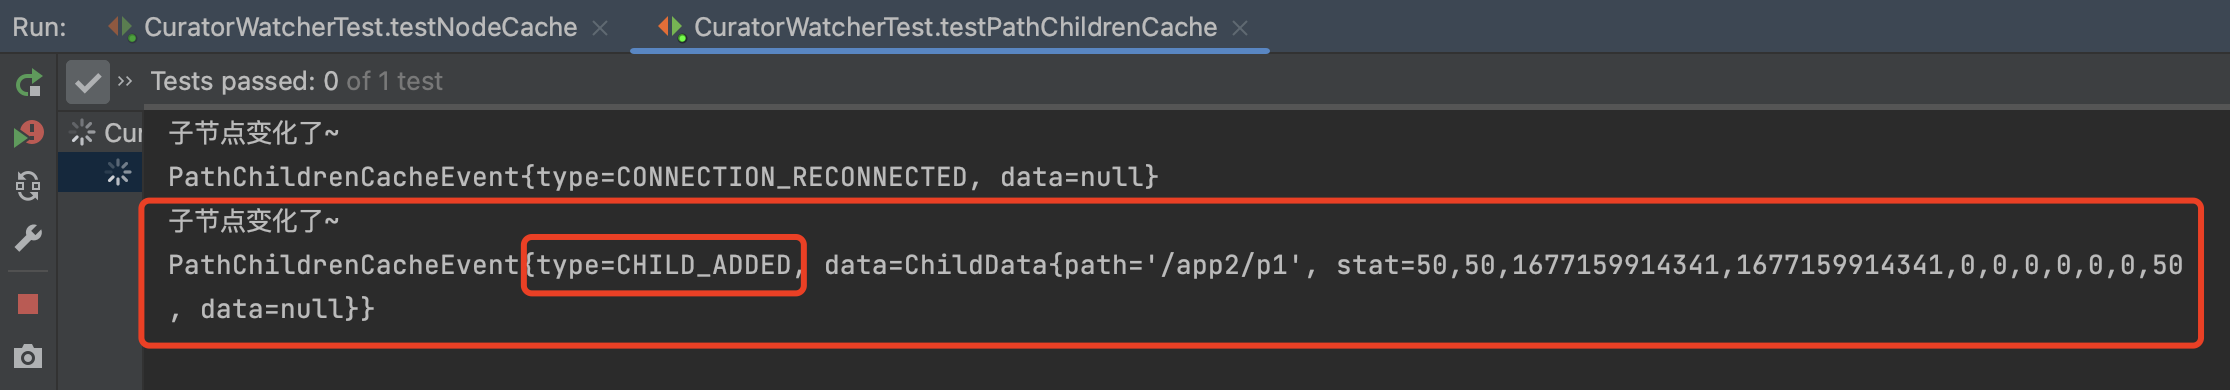 Run: CuratorWatcherTest.testNodeCache × CuratorWatcherTest.testPathChildrenCache ×
>> Tests passed: 0 of 1 test
Cur
子节点变化了~
PathChildrenCacheEvent{type=CONNECTION_RECONNECTED, data=null}
子节点变化了~
PathChildrenCacheEvent{type=CHILD_ADDED, data=ChildData{path='/app2/p1', stat=50,50,1677159914341,1677159914341,0,0,0,0,0,0,50
, data=null}}